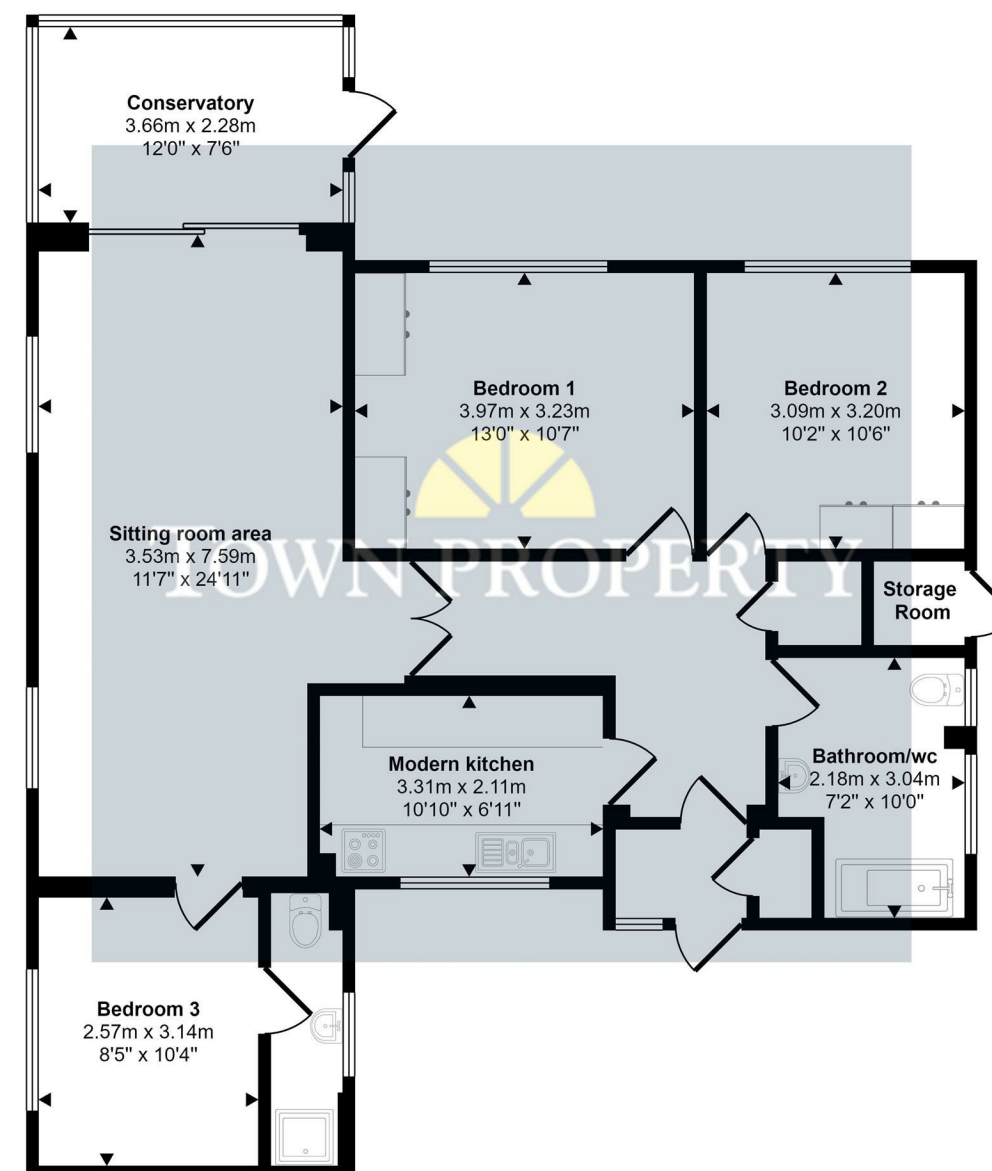 Conservatory
3.66m x 2.28m
12'0" x 7'6"
Bedroom 1
3.97m x 3.23m
13'0" x 10'7"
Bedroom 2
3.09m x 3.20m
10'2" x 10'6"
Sitting room area
3.53m x 7.59m
11'7" x 24'11"
TOWN PROPERTY
Storage
Room
Modern kitchen
3.31m x 2.11m
10'10" x 6'11"
Bathroom/wc
2.18m x 3.04m
7'2" x 10'0"
Bedroom 3
2.57m x 3.14m
8'5" x 10'4"